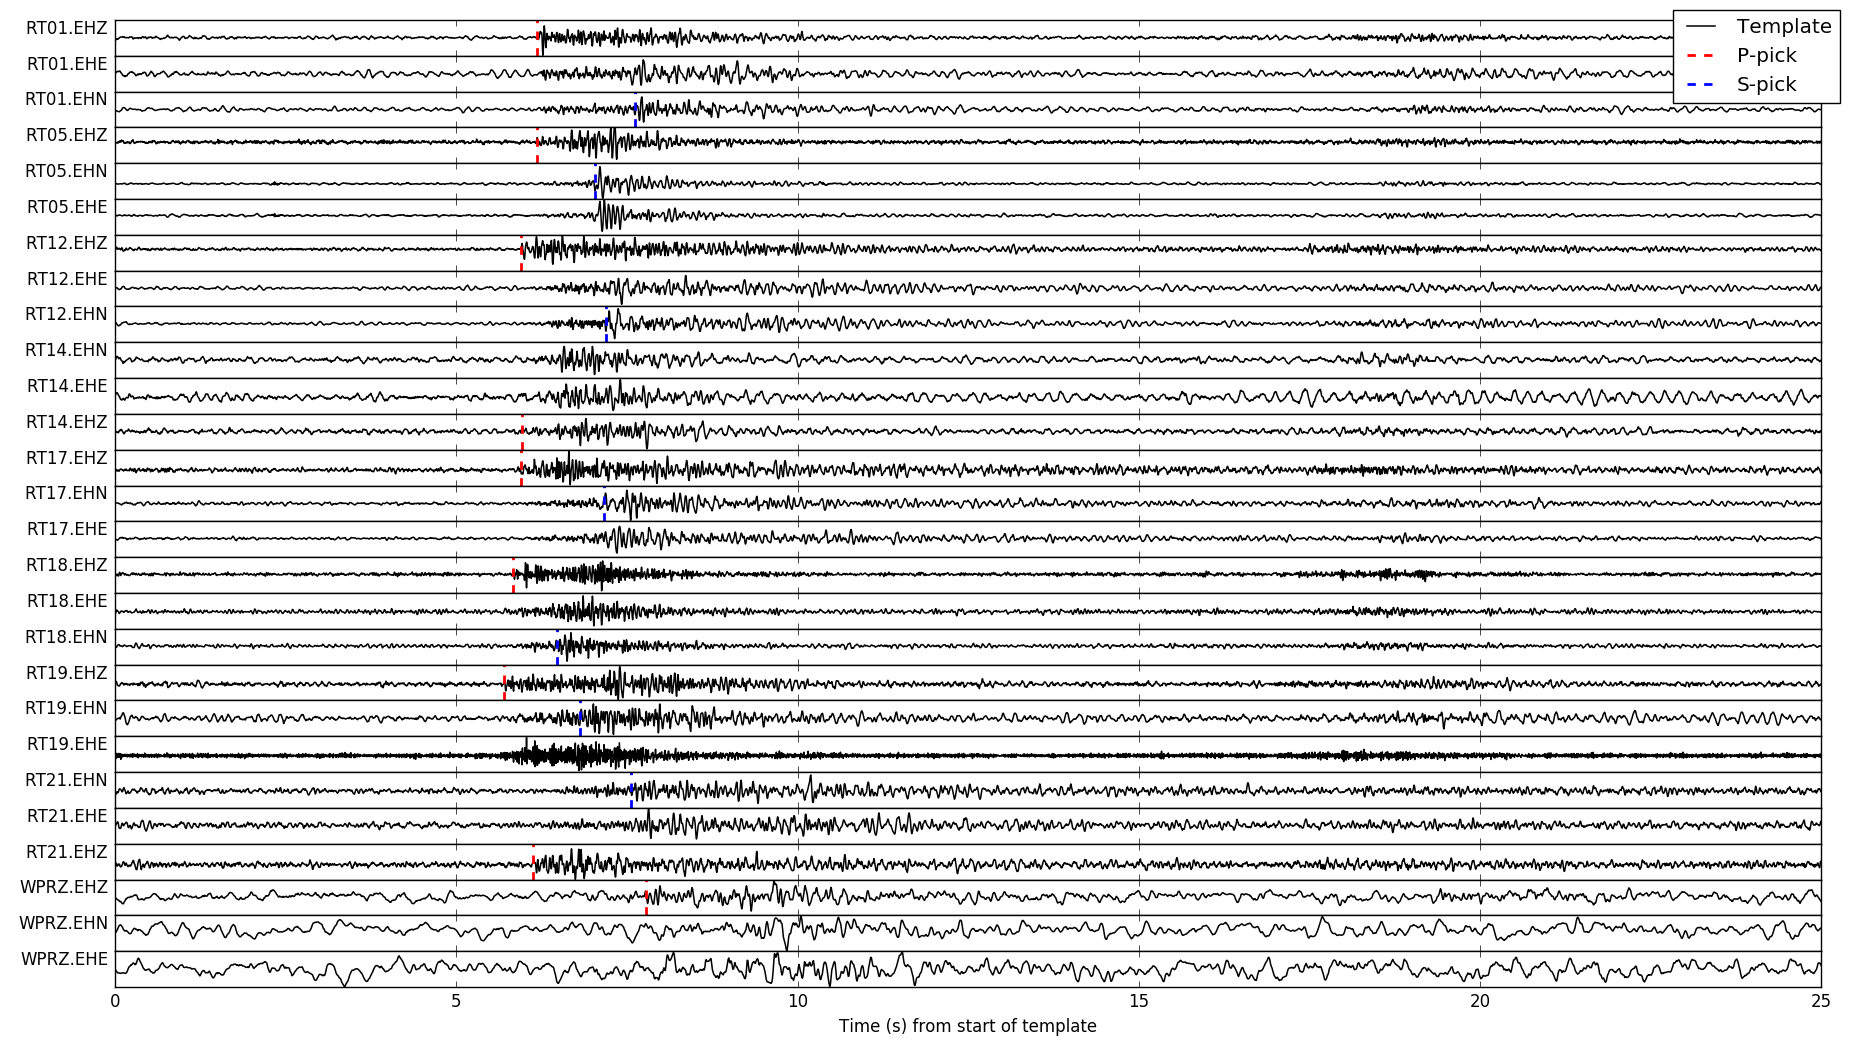 RT01.EHZ
RT01.EHE
RT01.EHN
RT05.EHZ
RT05.EHN
RT05.EHE
RT12.EHZ
RT12.EHE
RT12.EHN
RT14.EHN
RT14.EHE
RT14.EHZ
RT17.EHZ
RT17.EHN
RT17.EHE
RT18.EHZ
RT18.EHE
RT18.EHN
RT19.EHZ
RT19.EHN
RT19.EHE
RT21.EHN
RT21.EHE
RT21.EHZ
WPRZ.EHZ
WPRZ.EHN
WPRZ.EHE
Template
P-pick
S-pick
0 5 10 15 20 25
Time (s) from start of template